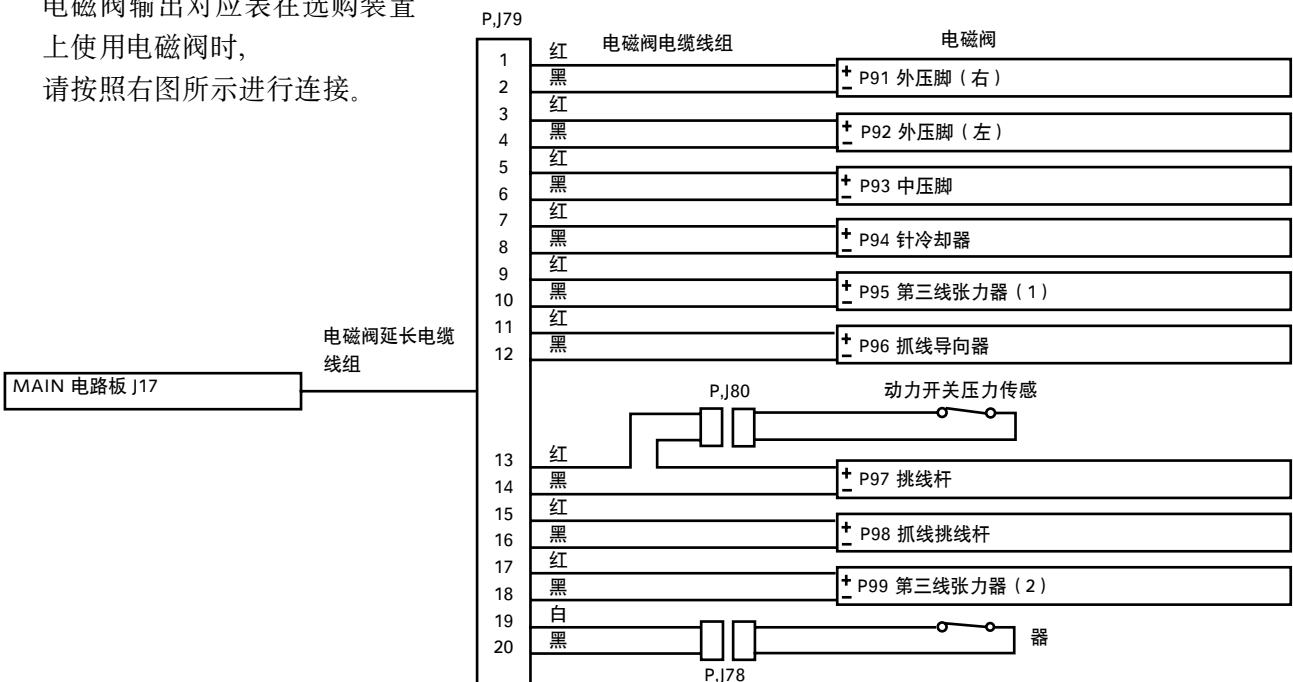 电磁阀输出对应表在选购装置
上使用电磁阀时,
请按照右图所示进行连接。
P,J79
电磁阀电缆线组
电磁阀
1 红
2 黑
+ − P91 外压脚（右）
3 红
4 黑
+ − P92 外压脚（左）
5 红
6 黑
+ − P93 中压脚
7 红
8 黑
+ − P94 针冷却器
9 红
10 黑
+ − P95 第三线张力器（1）
11 红
12 黑
+ − P96 抓线导向器
电磁阀延长电缆
线组
MAIN 电路板 J17
P,J80
动力开关压力传感
13 红
14 黑
+ − P97 挑线杆
15 红
16 黑
+ − P98 抓线挑线杆
17 红
18 黑
+ − P99 第三线张力器（2）
19 白
20 黑
器
P,J78